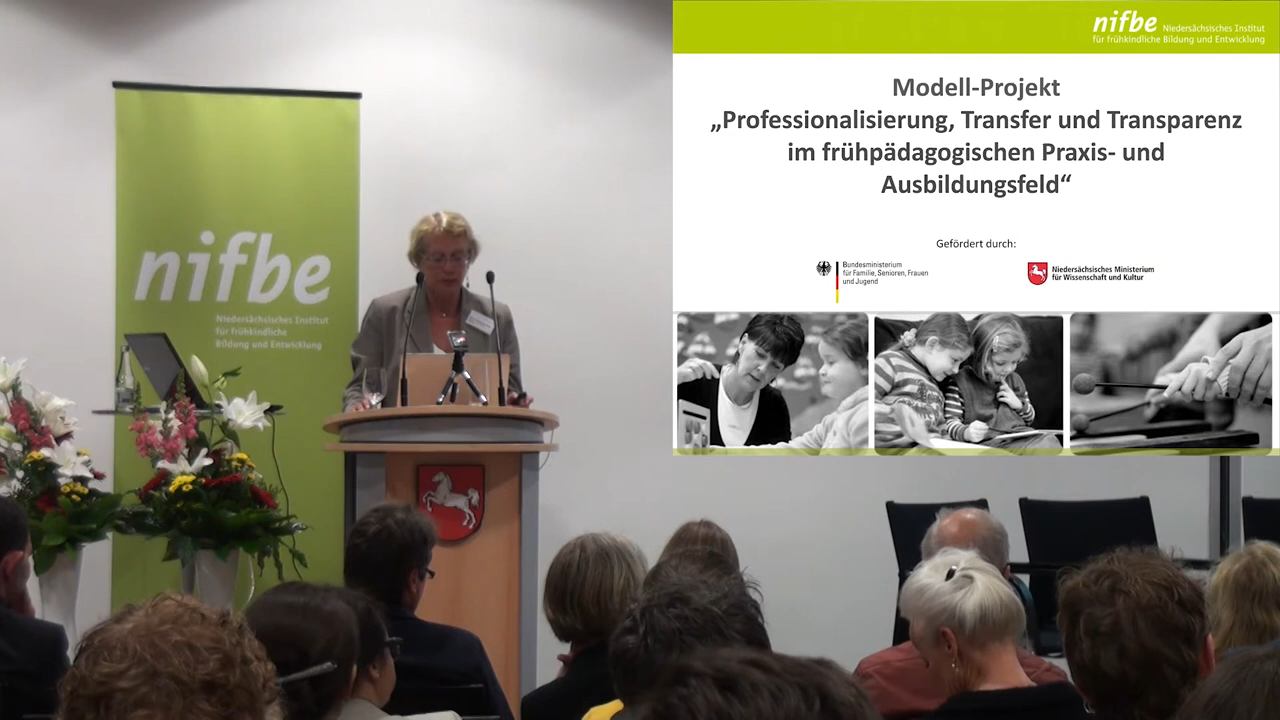 nifbe Niedersächsisches Institut
für frühkindliche Bildung und Entwicklung
Modell-Projekt
„Professionalisierung, Transfer und Transparenz
im frühpädagogischen Praxis- und
Ausbildungsfeld“
Gefördert durch:
Bundesministerium
für Familie, Senioren, Frauen
und Jugend
Niedersächsisches Ministerium
für Wissenschaft und Kultur
nifbe
Niedersächsisches Institut
für frühkindliche
Bildung und Entwicklung